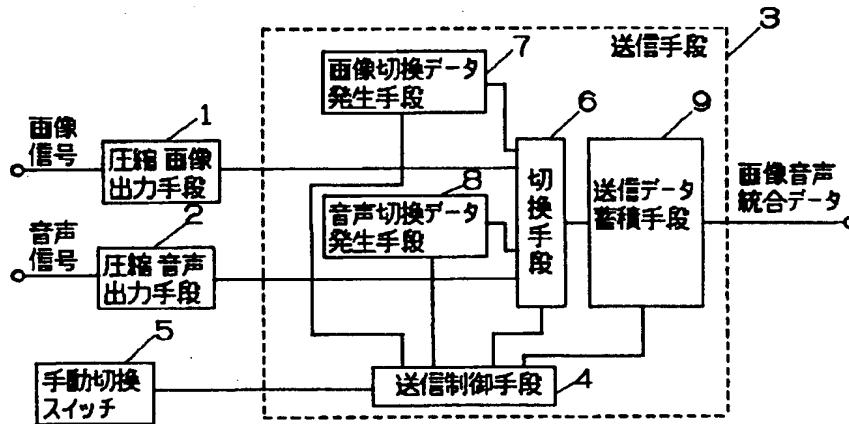 送信手段
3
7
画像切換データ
発生手段
6
9
画像
信号
1
圧縮画像
出力手段
切換手段
送信データ
蓄積手段
画像音声
統合データ
8
音声切換データ
発生手段
音声
信号
2
圧縮音声
出力手段
5
手動切換
スイッチ
送信制御手段
4